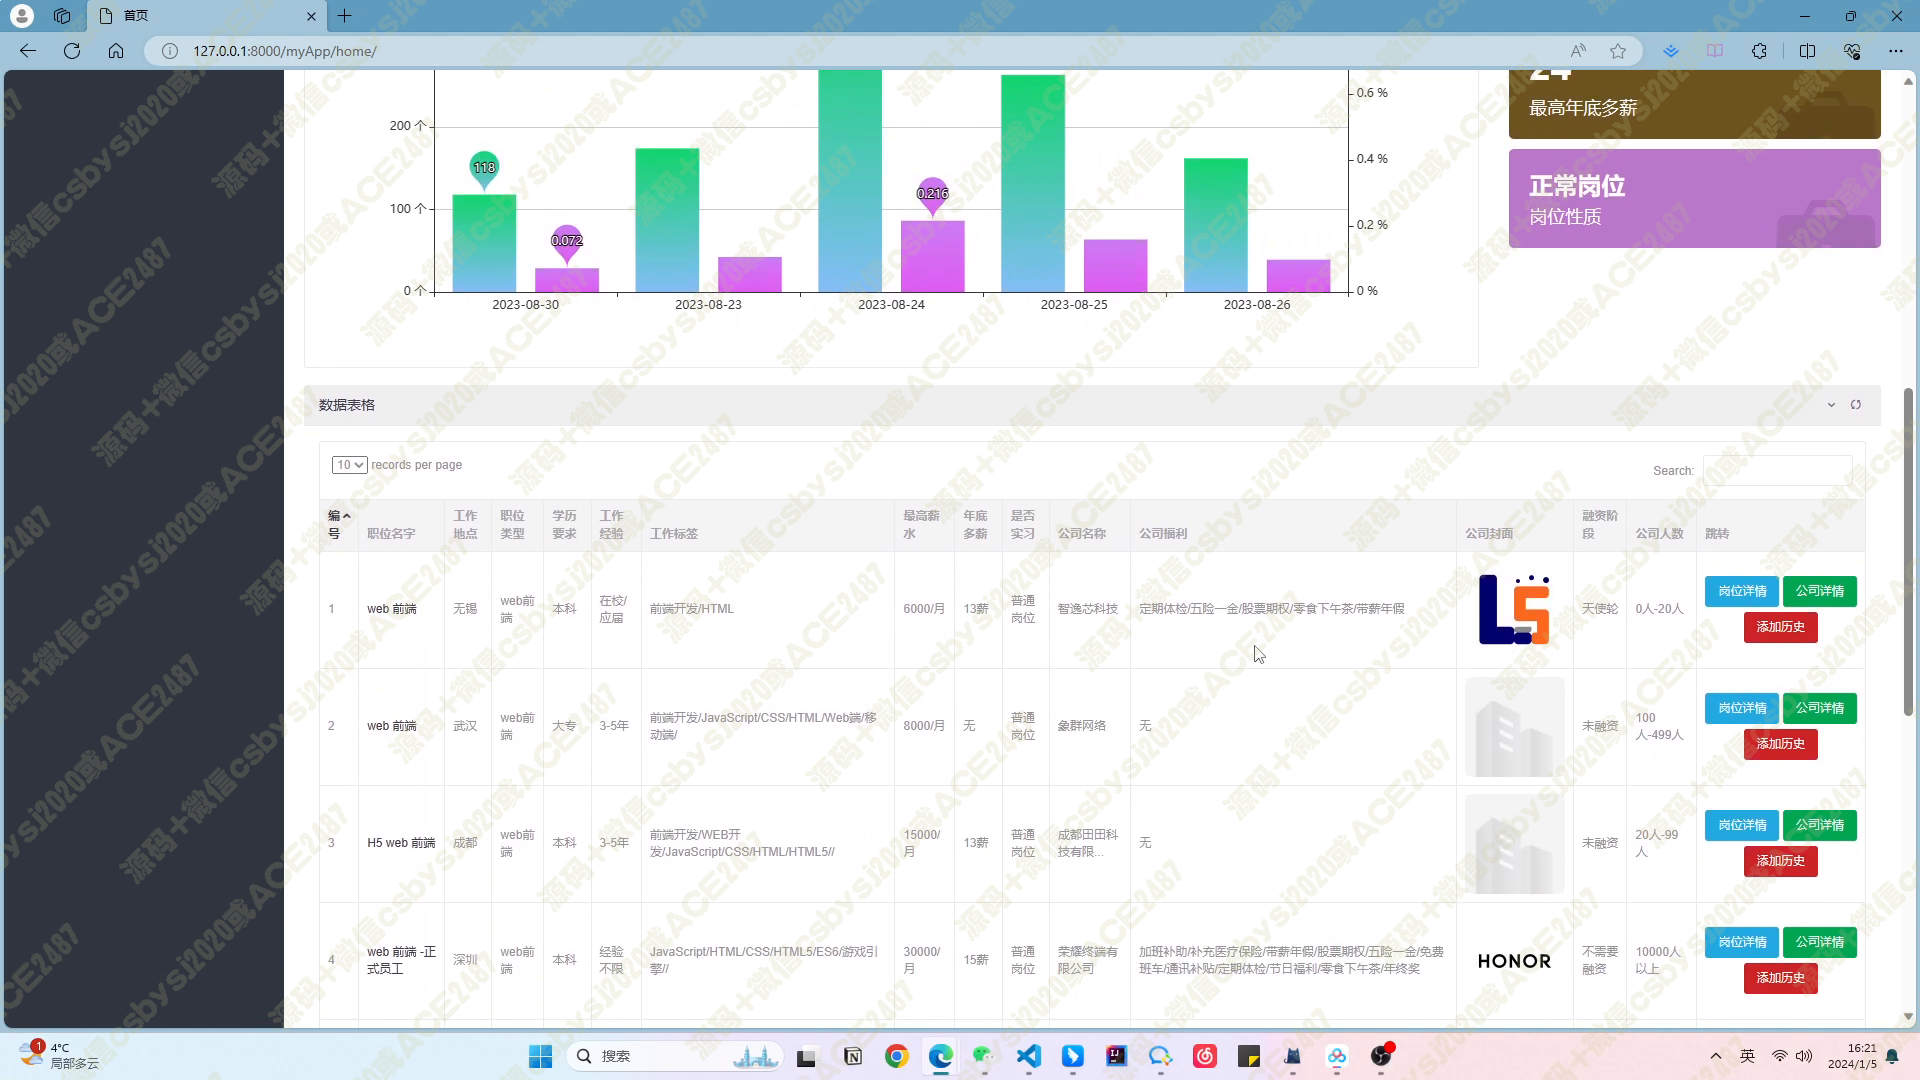 首页
127.0.0.1:8000/myApp/home/
24
最高年底多薪
正常岗位
岗位性质
200 个
100 个
0 个
0.6 %
0.4 %
0.2 %
0 %
118
0.072
0.216
2023-08-30
2023-08-23
2023-08-24
2023-08-25
2023-08-26
数据表格
10 records per page
Search:
编号
职位名字
工作地点
职位类型
学历要求
工作经验
工作标签
最高薪水
年底多薪
是否实习
公司名称
公司福利
公司封面
融资阶段
公司人数
跳转
1
web 前端
无锡
web前端
本科
在校/应届
前端开发/HTML
6000/月
13薪
普通岗位
智逸芯科技
定期体检/五险一金/股票期权/零食下午茶/带薪年假
LS
天使轮
0人-20人
岗位详情 公司详情
添加历史
2
web 前端
武汉
web前端
大专
3-5年
前端开发/JavaScript/CSS/HTML/Web端/移
动端/
8000/月
无
普通岗位
象群网络
无
未融资
100
人-499人
岗位详情 公司详情
添加历史
3
H5 web 前端
成都
web前端
本科
3-5年
前端开发/WEB开
发/JavaScript/CSS/HTML/HTML5//
15000/
月
13薪
普通岗位
成都田田科
技有限...
无
未融资
20人-99
人
岗位详情 公司详情
添加历史
4
web 前端 -正
式员工
深圳
web前端
本科
经验不限
JavaScript/HTML/CSS/HTML5/ES6/游戏引
擎//
30000/
月
15薪
普通岗位
荣耀终端有
限公司
加班补助/补充医疗保险/带薪年假/股票期权/五险一金/免费
班车/通讯补贴/定期体检/节日福利/零食下午茶/年终奖
HONOR
不需要
融资
10000人
以上
岗位详情 公司详情
添加历史
源码+微信csbysj2020或ACE2487
1
4°C
局部多云
搜索
英
16:21
2024/1/5